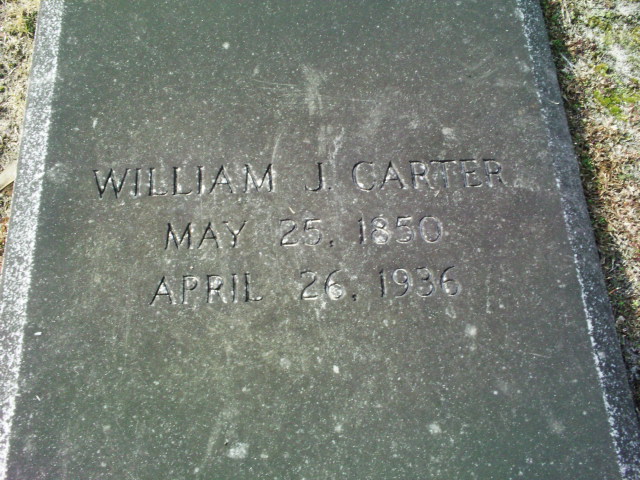 WILLIAM J. CARTER
MAY 25, 1850
APRIL 26, 1936